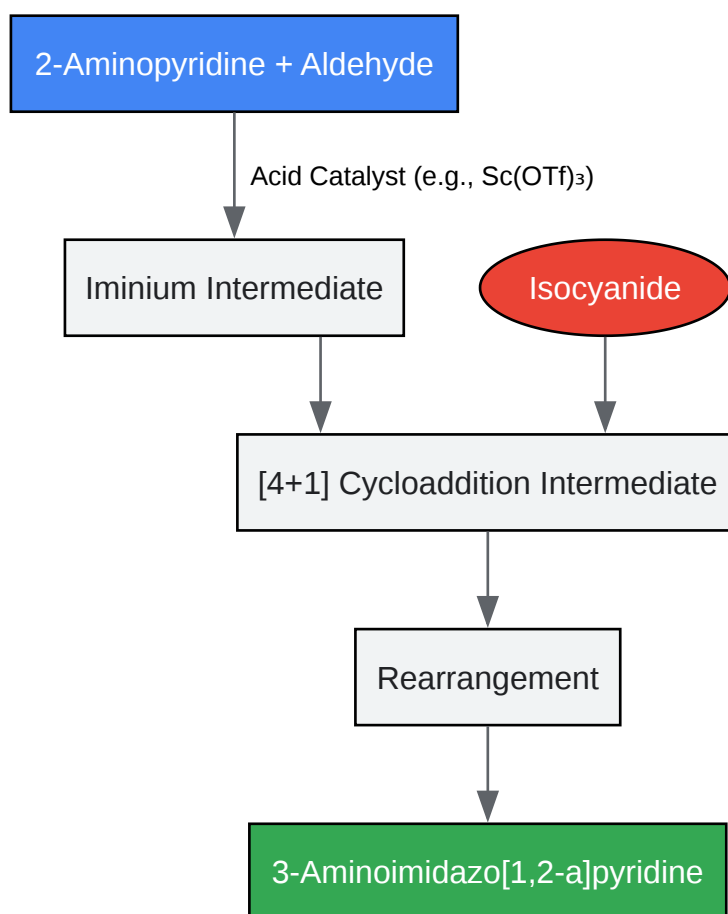 2-Aminopyridine + Aldehyde
Acid Catalyst (e.g., Sc(OTf)₃)
Iminium Intermediate
Isocyanide
[4+1] Cycloaddition Intermediate
Rearrangement
3-Aminoimidazo[1,2-a]pyridine